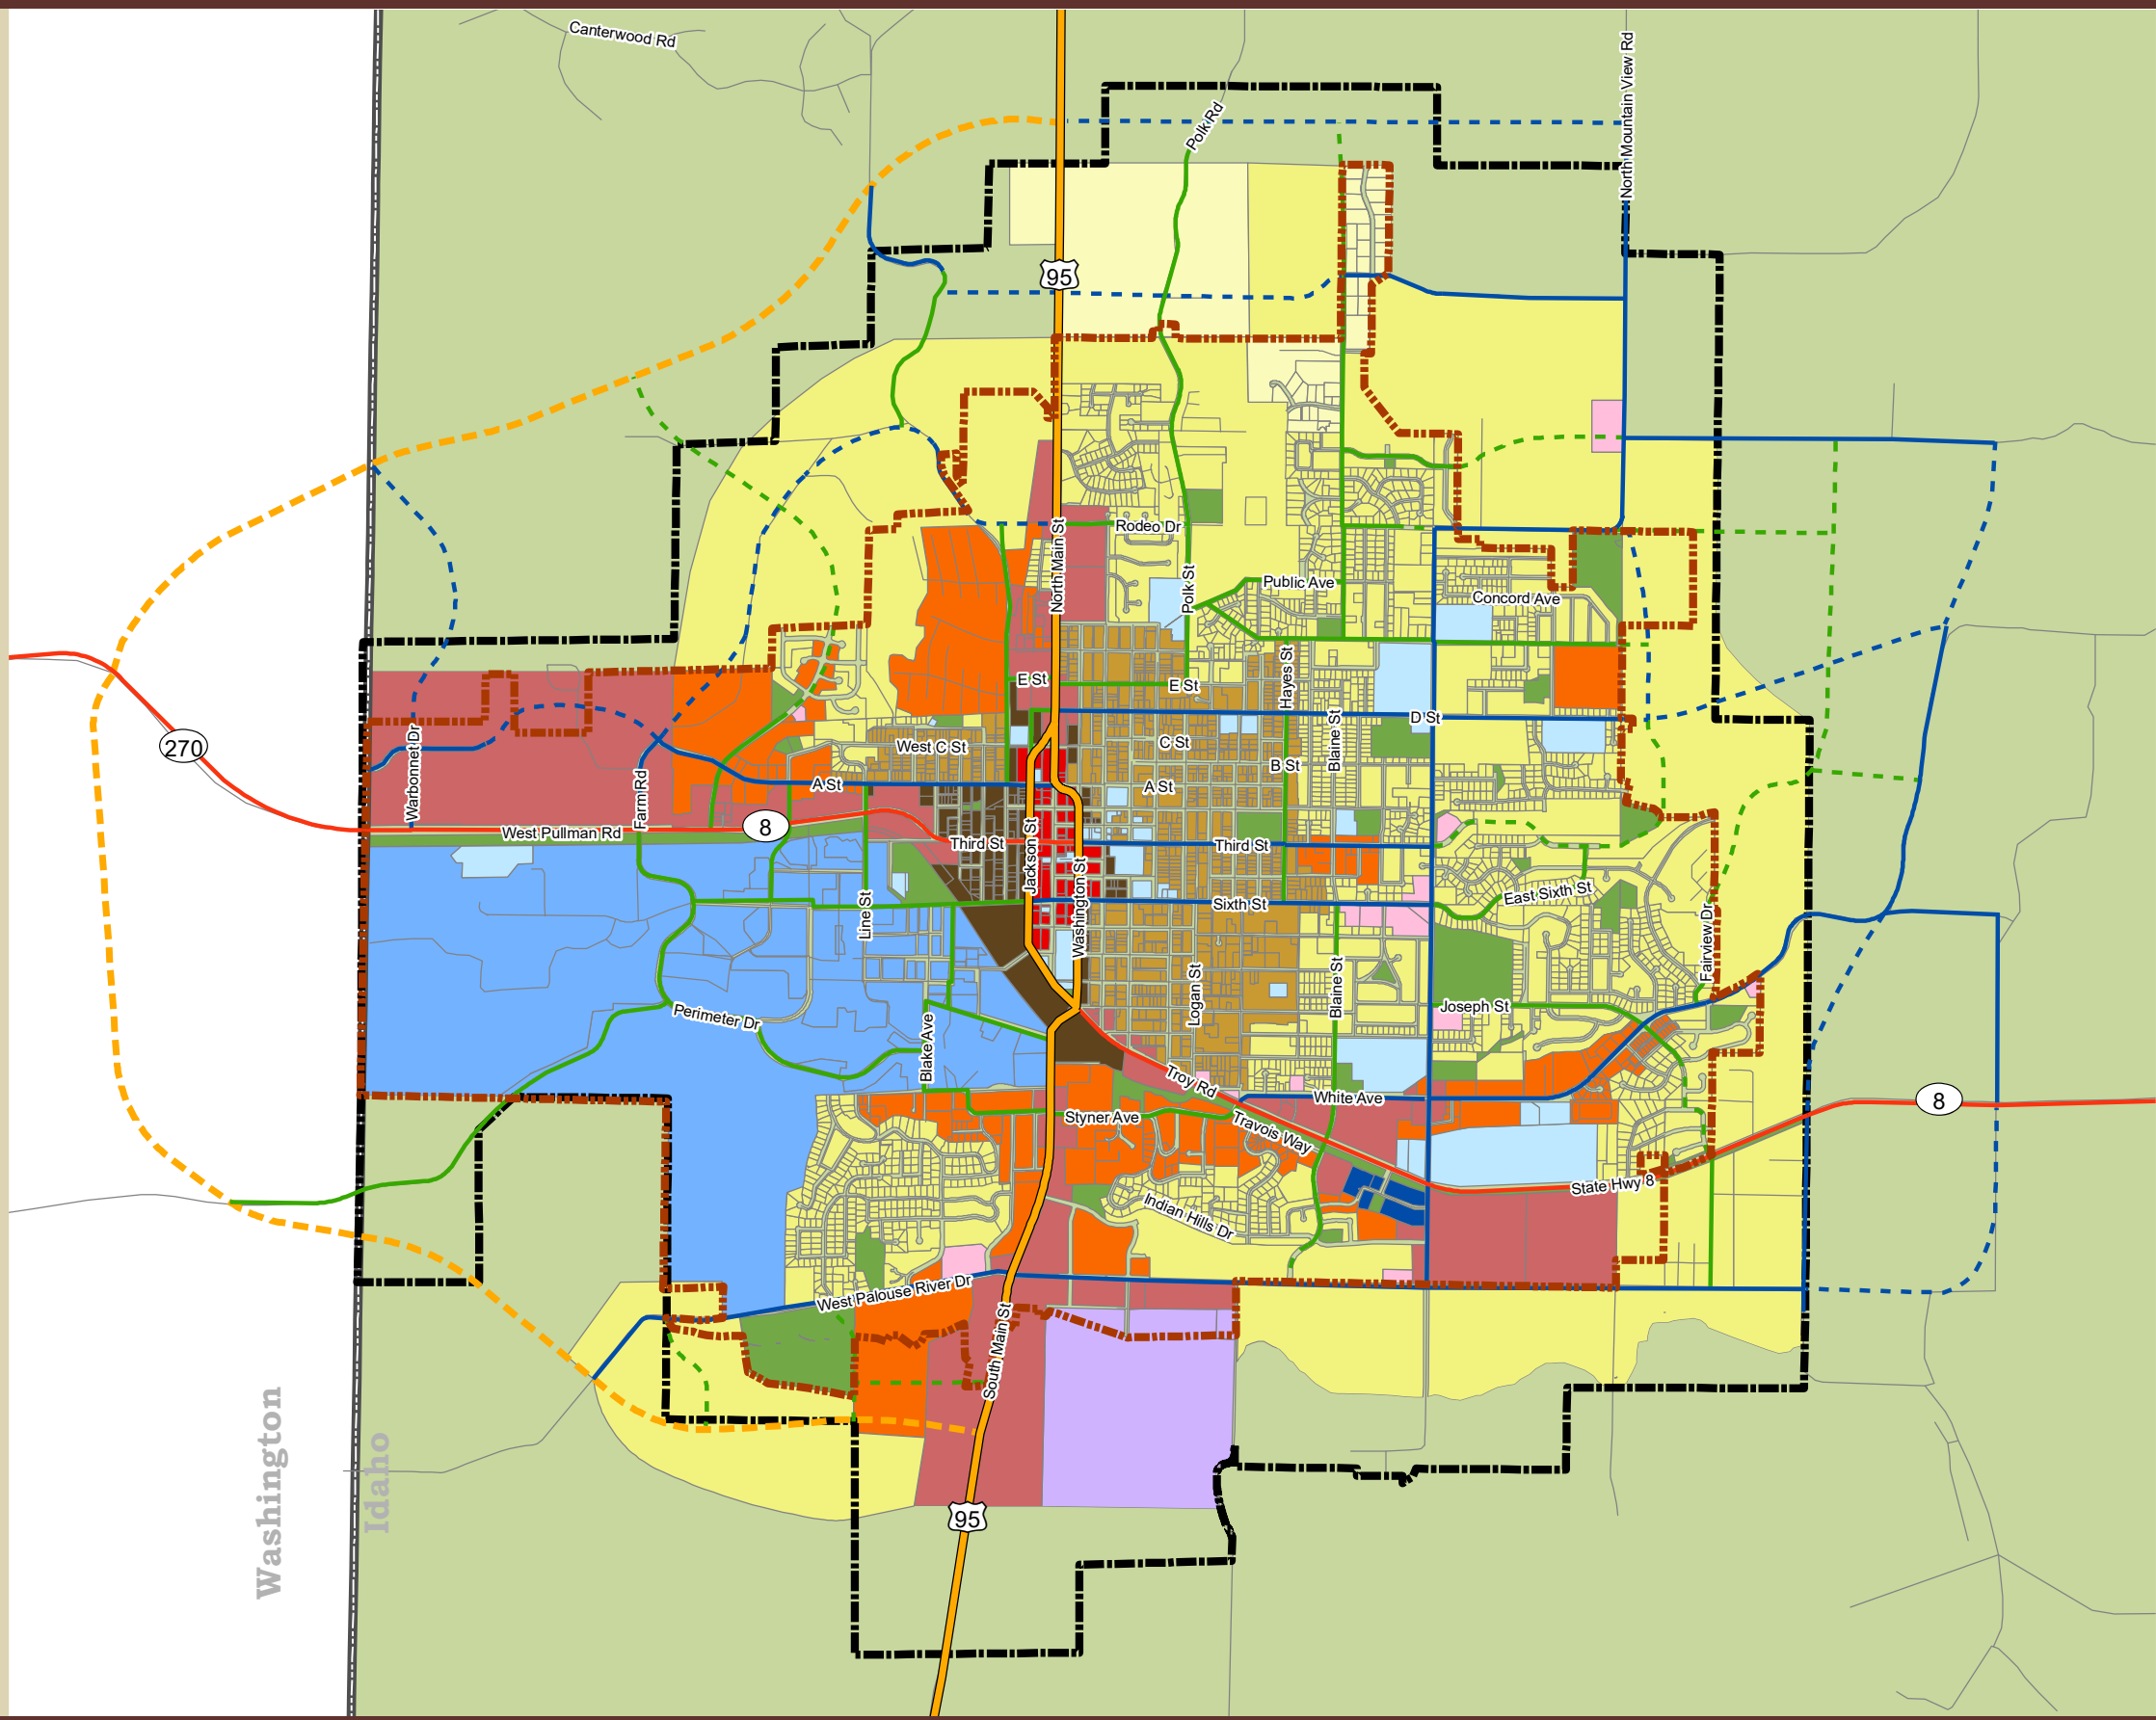 Canterwood Rd
North Mountain View Rd
Polk Rd
95
Rodeo Dr
North Main St
Public Ave
Polk St
Concord Ave
E St
E St
Hayes St
D St
Blaine St
270
West C St
C St
B St
Warbonnet Dr
Farm Rd
A St
A St
8
West Pullman Rd
Third St
Third St
Jackson St
Washington St
Line St
Sixth St
East Sixth St
Fairview Dr
Logan St
Blaine St
Joseph St
Perimeter Dr
Blake Ave
Troy Rd
White Ave
8
Styner Ave
Travois Way
State Hwy 8
Indian Hills Dr
West Palouse River Dr
South Main St
Washington
Idaho
95